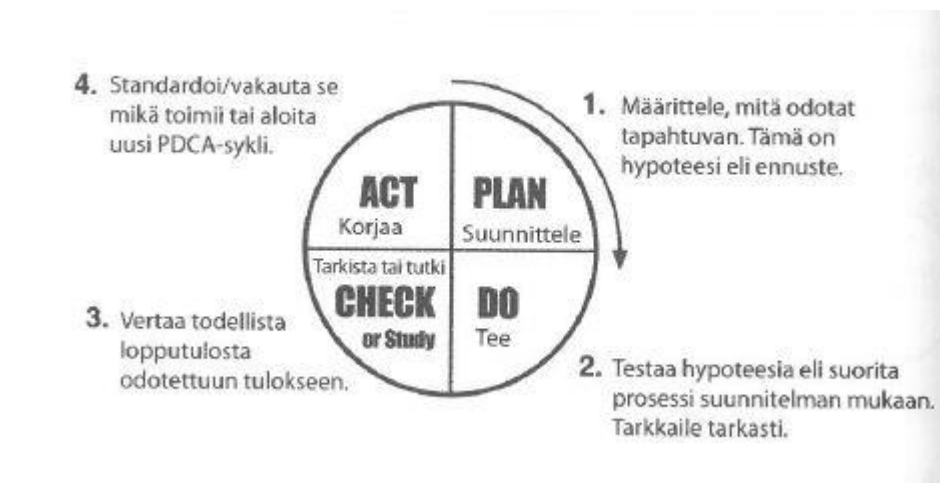 4. Standardoi/vakauta se
mikä toimii tai aloita
uusi PDCA-sykli.
1. Määrittele, mitä odotat
tapahtuvan. Tämä on
hypoteesi eli ennuste.
ACT
Korjaa
PLAN
Suunnittele
Tarkista tai tutki
CHECK
or Study
DO
Tee
3. Vertaa todellista
lopputulosta
odotettuun tulokseen.
2. Testaa hypoteesia eli suorita
prosessi suunnitelman mukaan.
Tarkkaile tarkasti.